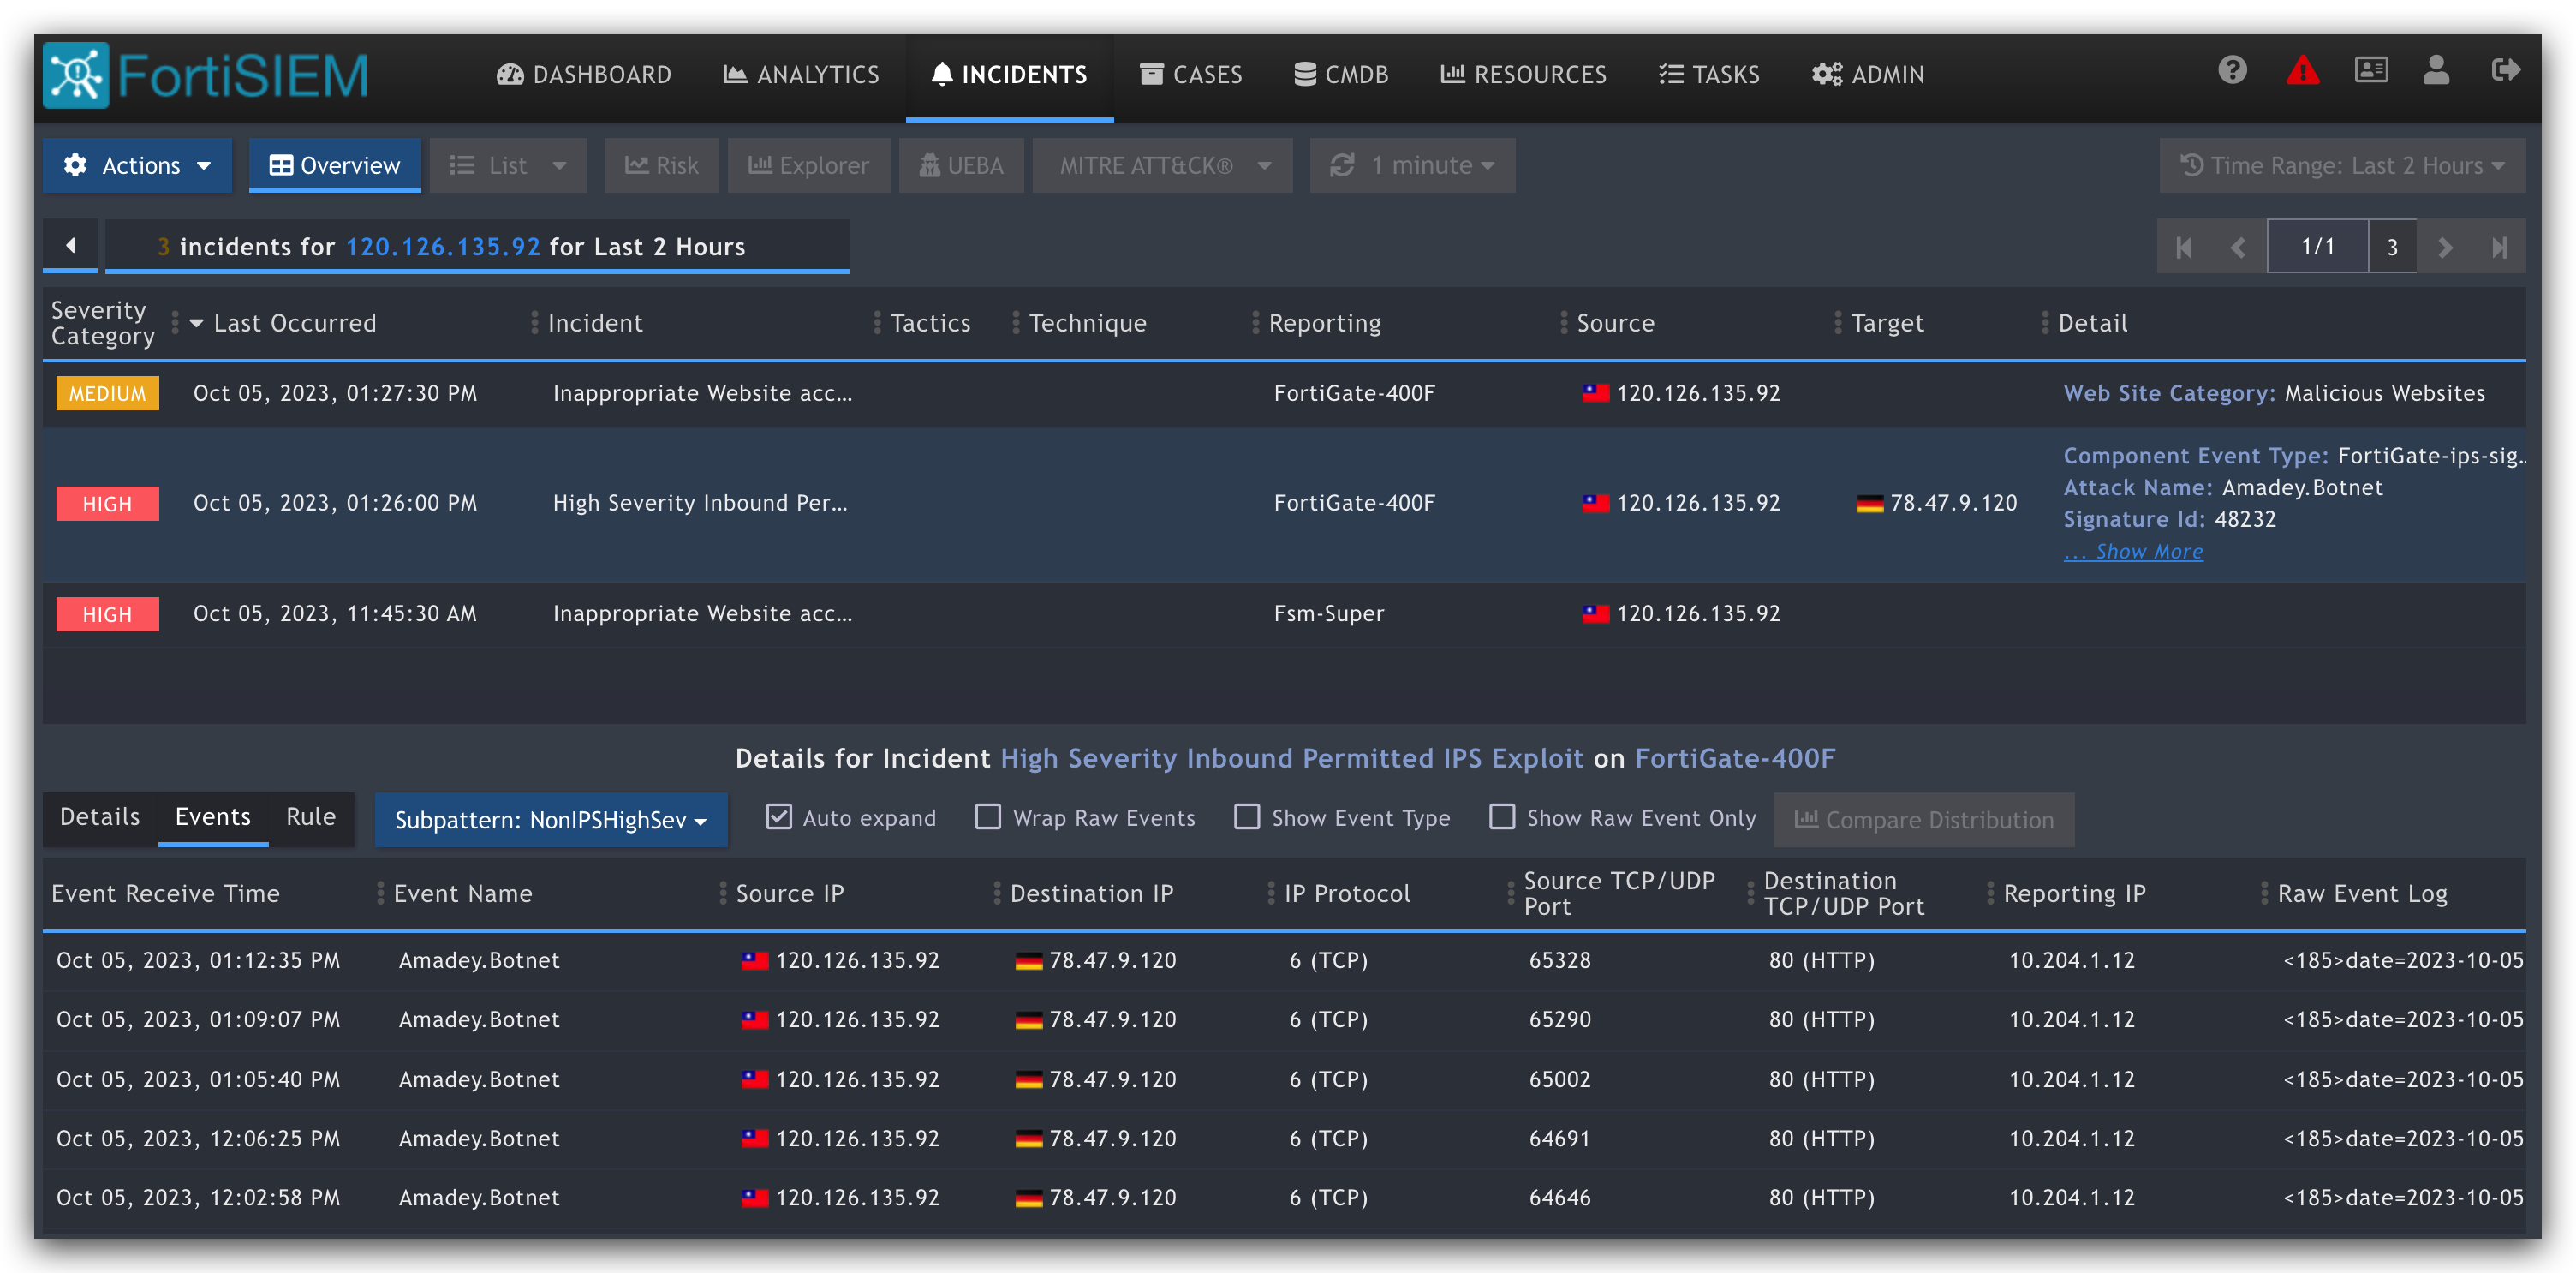 FortiSIEM DASHBOARD ANALYTICS INCIDENTS CASES CMDB RESOURCES TASKS ADMIN
Actions Overview List Risk Explorer UEBA MITRE ATT&CK® 1 minute Time Range: Last 2 Hours
3 incidents for 120.126.135.92 for Last 2 Hours 1/1 3
Severity Category Last Occurred Incident Tactics Technique Reporting Source Target Detail
MEDIUM Oct 05, 2023, 01:27:30 PM Inappropriate Website acc... FortiGate-400F 120.126.135.92 Web Site Category: Malicious Websites
HIGH Oct 05, 2023, 01:26:00 PM High Severity Inbound Per... FortiGate-400F 120.126.135.92 78.47.9.120 Component Event Type: FortiGate-ips-sig..
Attack Name: Amadey.Botnet
Signature Id: 48232
... Show More
HIGH Oct 05, 2023, 11:45:30 AM Inappropriate Website acc... Fsm-Super 120.126.135.92
Details for Incident High Severity Inbound Permitted IPS Exploit on FortiGate-400F
Details Events Rule Subpattern: NonIPSHighSev Auto expand Wrap Raw Events Show Event Type Show Raw Event Only Compare Distribution
Event Receive Time Event Name Source IP Destination IP IP Protocol Source TCP/UDP Port Destination TCP/UDP Port Reporting IP Raw Event Log
Oct 05, 2023, 01:12:35 PM Amadey.Botnet 120.126.135.92 78.47.9.120 6 (TCP) 65328 80 (HTTP) 10.204.1.12 <185>date=2023-10-05
Oct 05, 2023, 01:09:07 PM Amadey.Botnet 120.126.135.92 78.47.9.120 6 (TCP) 65290 80 (HTTP) 10.204.1.12 <185>date=2023-10-05
Oct 05, 2023, 01:05:40 PM Amadey.Botnet 120.126.135.92 78.47.9.120 6 (TCP) 65002 80 (HTTP) 10.204.1.12 <185>date=2023-10-05
Oct 05, 2023, 12:06:25 PM Amadey.Botnet 120.126.135.92 78.47.9.120 6 (TCP) 64691 80 (HTTP) 10.204.1.12 <185>date=2023-10-05
Oct 05, 2023, 12:02:58 PM Amadey.Botnet 120.126.135.92 78.47.9.120 6 (TCP) 64646 80 (HTTP) 10.204.1.12 <185>date=2023-10-05